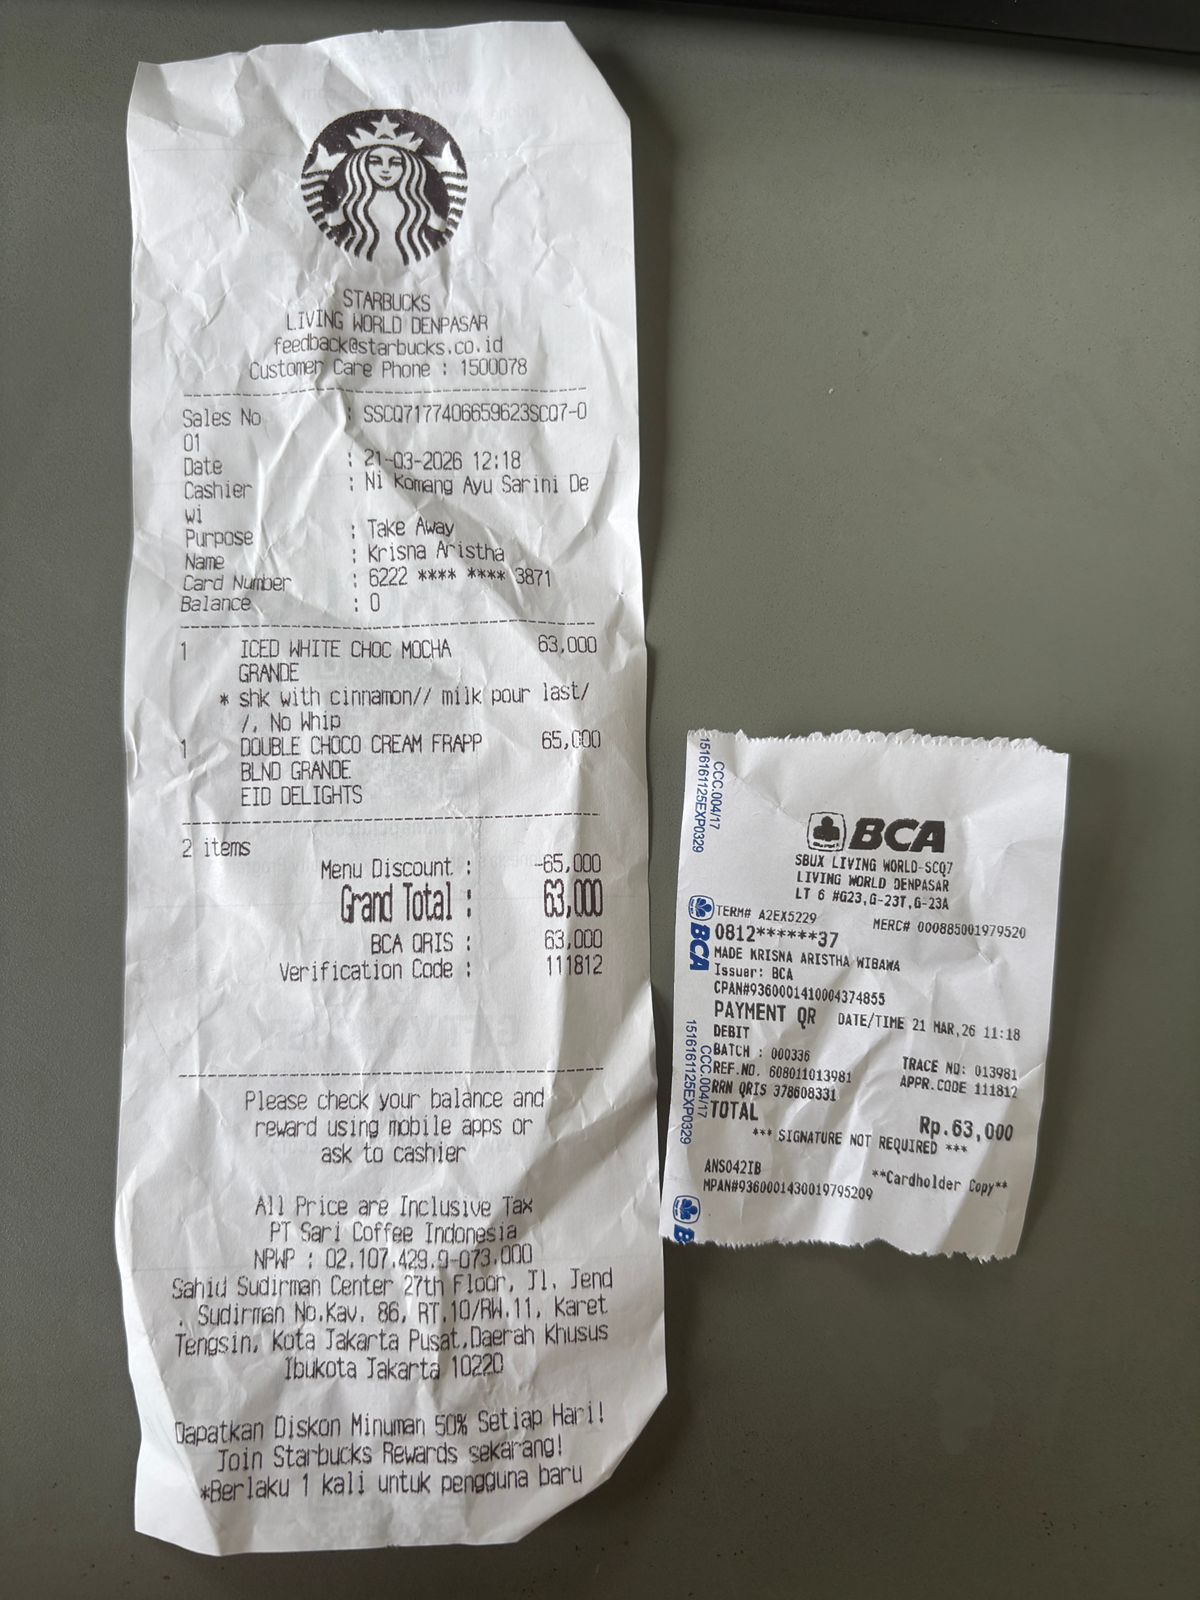 STARBUCKS
LIVING WORLD DENPASAR
feedback@starbucks.co.id
Customer Care Phone : 1500078
Sales No : SSCQ7177406659623SCQ7-0
01
Date : 21-03-2026 12:18
Cashier : Ni Komang Ayu Sarini De
wi
Purpose : Take Away
Name : Krisna Aristha
Card Number : 6222 **** **** 3871
Balance : 0
1 ICED WHITE CHOC MOCHA 63,000
GRANDE
* shk with cinnamon// milk pour last/
/, No Whip
1 DOUBLE CHOCO CREAM FRAPP 65,000
BLND GRANDE
EID DELIGHTS
2 items
Menu Discount : -65,000
Grand Total : 63,000
BCA QRIS : 63,000
Verification Code : 111812
Please check your balance and
reward using mobile apps or
ask to cashier
All Price are Inclusive Tax
PT Sari Coffee Indonesia
NPWP : 02.107.429.9-073.000
Sahid Sudirman Center 27th Floor, Jl. Jend
. Sudirman No.Kav. 86, RT.10/RW.11, Karet
Tengsin, Kota Jakarta Pusat,Daerah Khusus
Ibukota Jakarta 10220
Dapatkan Diskon Minuman 50% Setiap Hari!
Join Starbucks Rewards sekarang!
*Berlaku 1 kali untuk pengguna baru
BCA
SBUX LIVING WORLD-SCQ7
LIVING WORLD DENPASAR
LT 6 #G23,G-23T,G-23A
TERM# A2EX5229 MERC# 000885001979520
0812******37
MADE KRISNA ARISTHA WIBAWA
Issuer: BCA
CPAN#9360001410004374855
PAYMENT QR DATE/TIME 21 MAR,26 11:18
DEBIT
BATCH : 000336 TRACE NO: 013981
REF.NO. 608011013981 APPR.CODE 111812
RRN QRIS 378608331
TOTAL Rp.63,000
*** SIGNATURE NOT REQUIRED ***
ANS042IB **Cardholder Copy**
MPAN#9360001430019795209
CCC.004/17
1516161125EXP0329
BCA
CCC.004/17
1516161125EXP0329
B